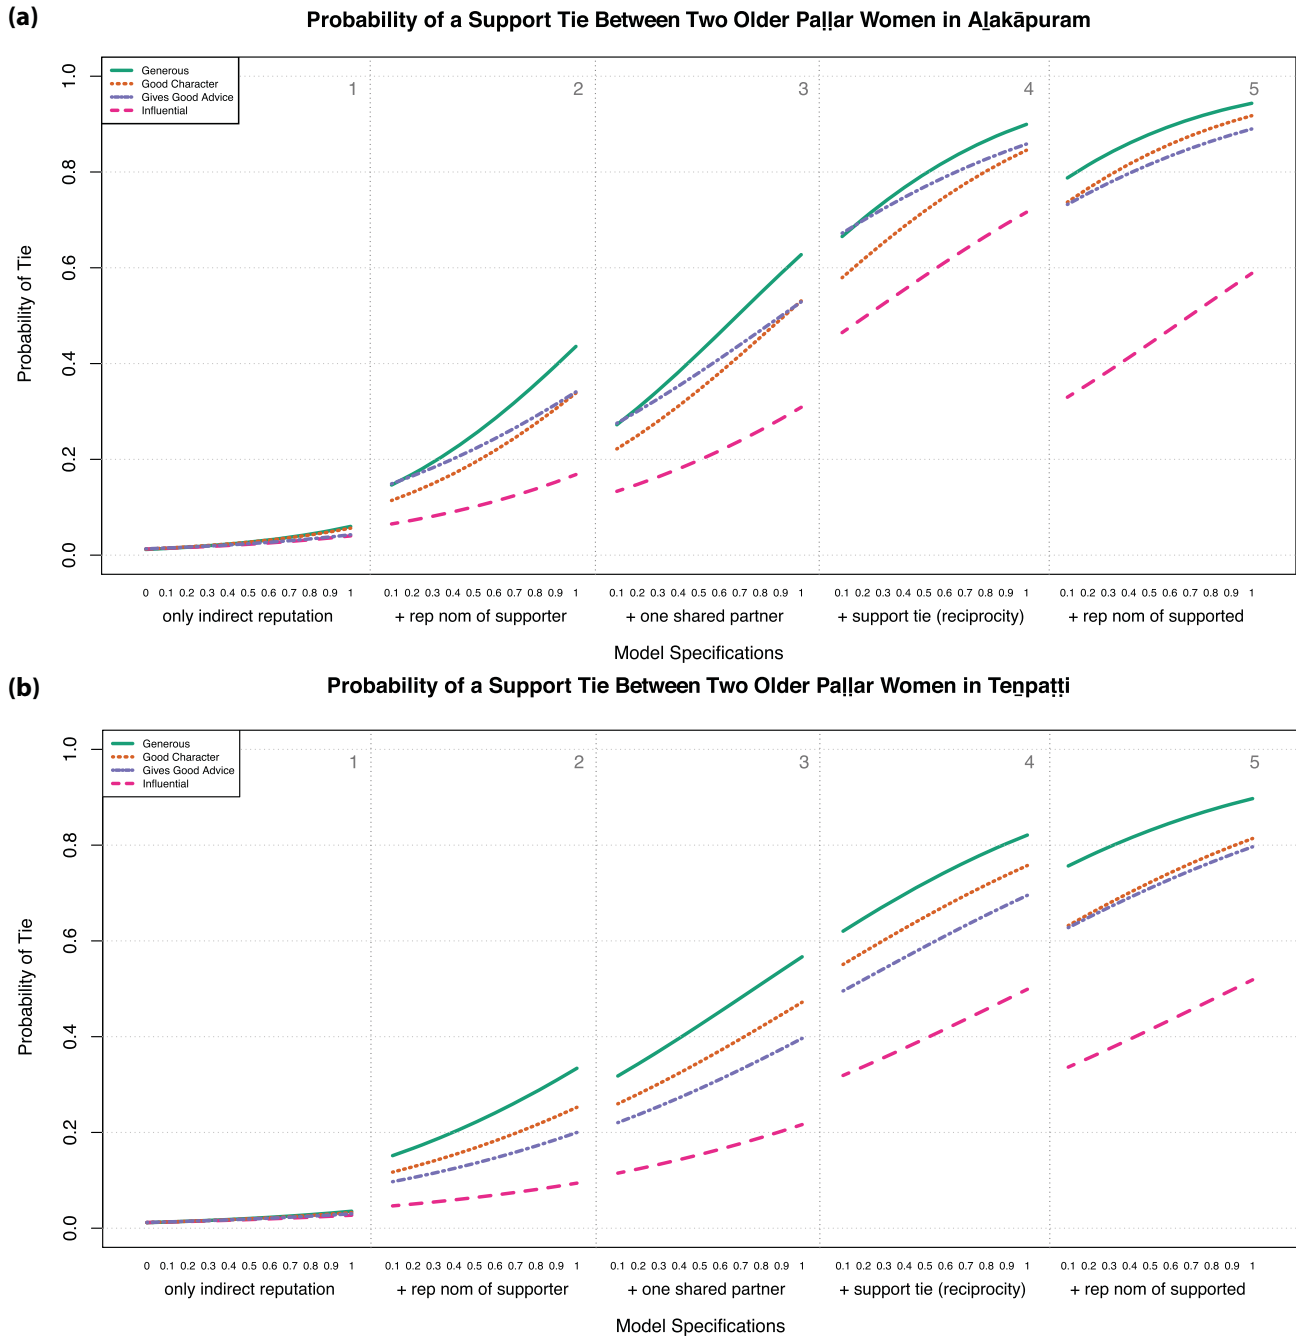 (a)
Probability of a Support Tie Between Two Older Paḷḷar Women in Aḻakāpuram
Generous
Good Character
Gives Good Advice
Influential
1 2 3 4 5
1.0
0.8
0.6
0.4
0.2
0.0
Probability of Tie
0 0.1 0.2 0.3 0.4 0.5 0.6 0.7 0.8 0.9 1 0.1 0.2 0.3 0.4 0.5 0.6 0.7 0.8 0.9 1 0.1 0.2 0.3 0.4 0.5 0.6 0.7 0.8 0.9 1 0.1 0.2 0.3 0.4 0.5 0.6 0.7 0.8 0.9 1 0.1 0.2 0.3 0.4 0.5 0.6 0.7 0.8 0.9 1
only indirect reputation + rep nom of supporter + one shared partner + support tie (reciprocity) + rep nom of supported
Model Specifications
(b)
Probability of a Support Tie Between Two Older Paḷḷar Women in Teṉpaṭṭi
Generous
Good Character
Gives Good Advice
Influential
1 2 3 4 5
1.0
0.8
0.6
0.4
0.2
0.0
Probability of Tie
0 0.1 0.2 0.3 0.4 0.5 0.6 0.7 0.8 0.9 1 0.1 0.2 0.3 0.4 0.5 0.6 0.7 0.8 0.9 1 0.1 0.2 0.3 0.4 0.5 0.6 0.7 0.8 0.9 1 0.1 0.2 0.3 0.4 0.5 0.6 0.7 0.8 0.9 1 0.1 0.2 0.3 0.4 0.5 0.6 0.7 0.8 0.9 1
only indirect reputation + rep nom of supporter + one shared partner + support tie (reciprocity) + rep nom of supported
Model Specifications